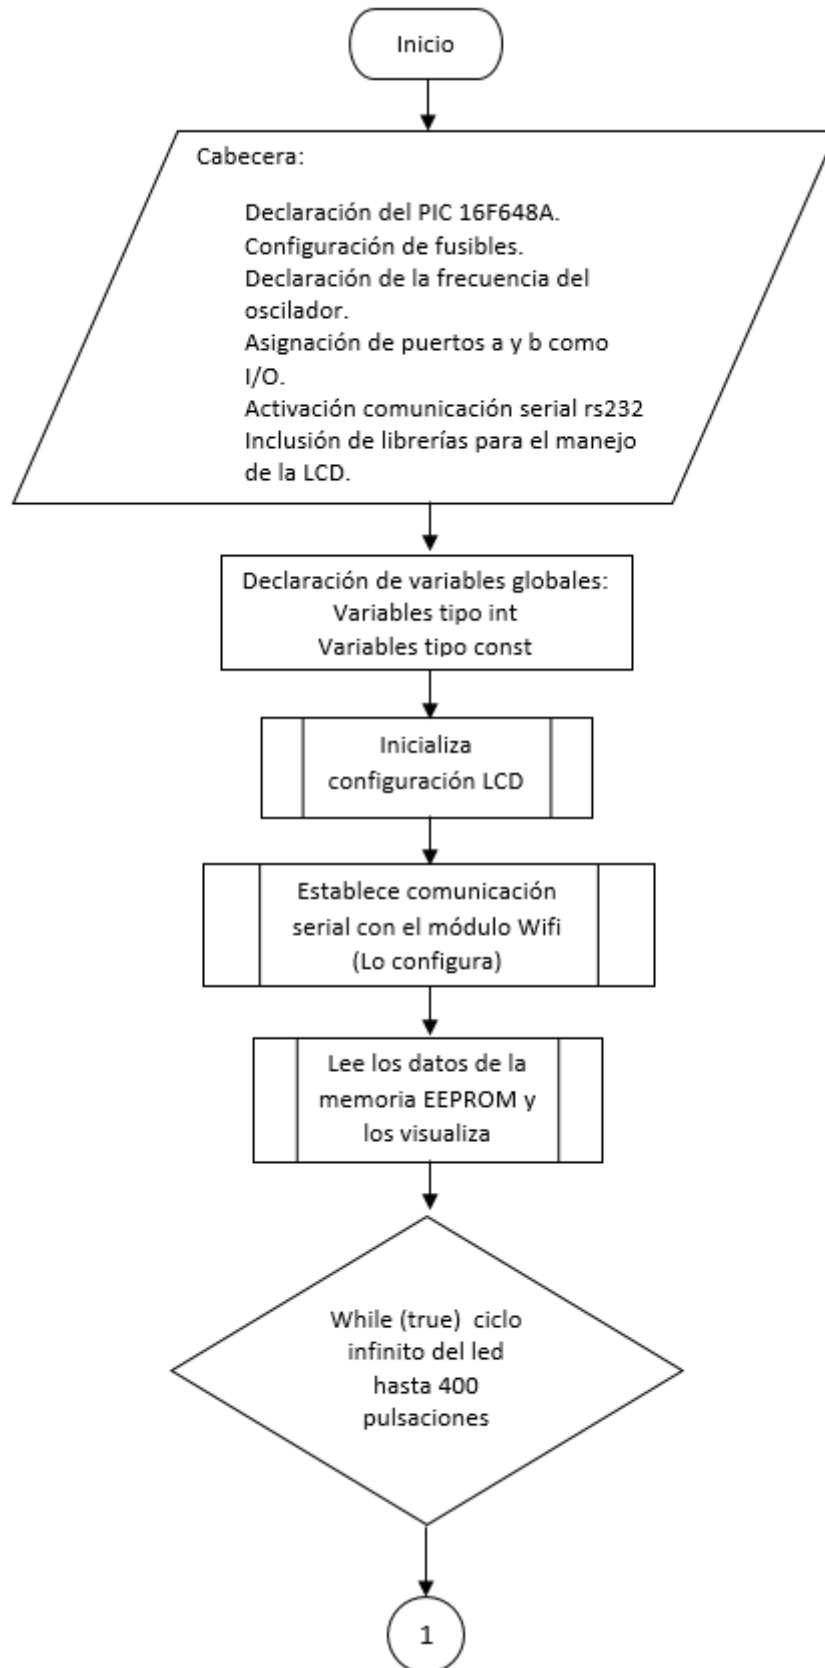 Inicio
Cabecera:
Declaración del PIC 16F648A.
Configuración de fusibles.
Declaración de la frecuencia del
oscilador.
Asignación de puertos a y b como
I/O.
Activación comunicación serial rs232
Inclusión de librerías para el manejo
de la LCD.
Declaración de variables globales:
Variables tipo int
Variables tipo const
Inicializa
configuración LCD
Establece comunicación
serial con el módulo Wifi
(Lo configura)
Lee los datos de la
memoria EEPROM y
los visualiza
While (true) ciclo
infinito del led
hasta 400
pulsaciones
1